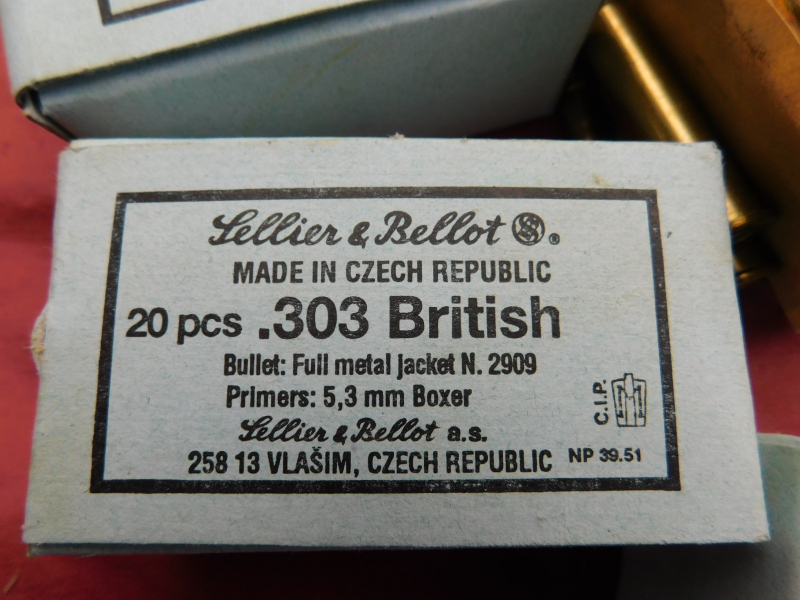 Sellier & Bellot SB ®
MADE IN CZECH REPUBLIC
20 pcs .303 British
Bullet: Full metal jacket N. 2909
Primers: 5,3 mm Boxer
C.I.P.
Sellier & Bellot a.s.
258 13 VLAŠIM, CZECH REPUBLIC NP 39.51